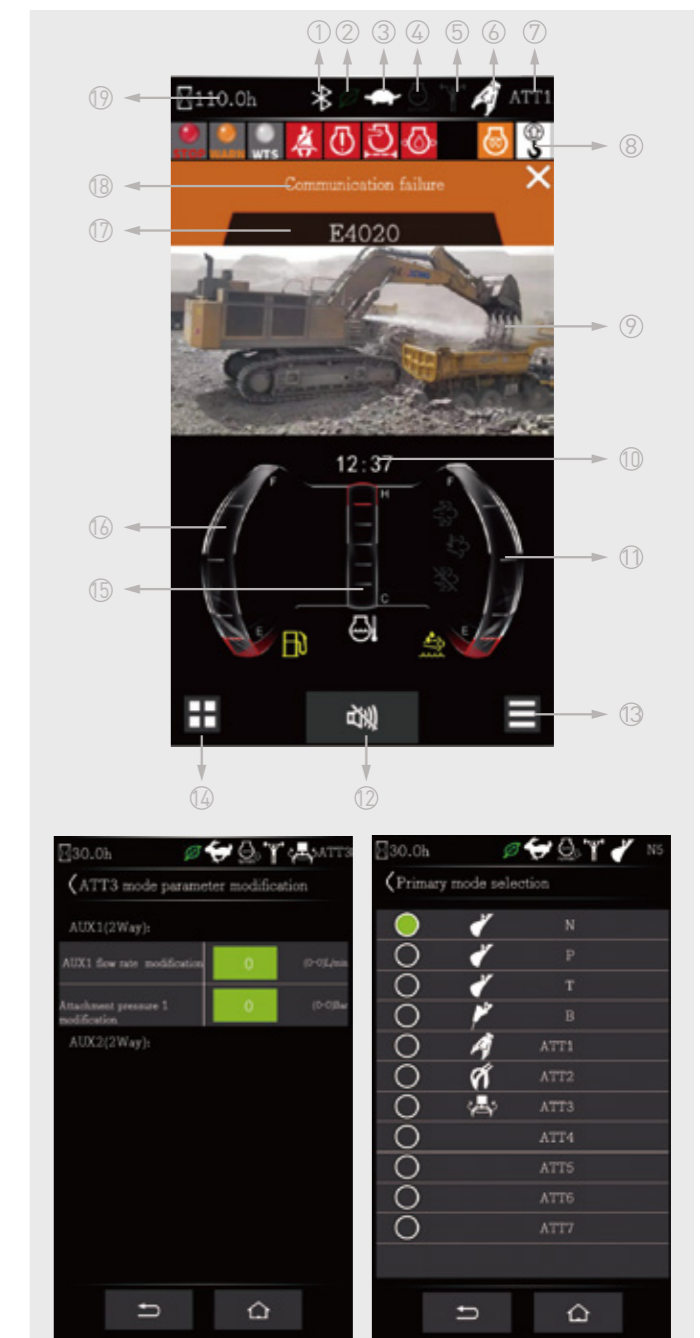 ① ② ③ ④ ⑤ ⑥ ⑦
⑲ 110.0h ATT1
STOP WARN WTS ⑧
⑱ Communication failure
⑰ E4020
XCMG ⑨
12:37 ⑩
F H F
⑯ ⑪
⑮ C
E E
⑬
⑭ ⑫
30.0h ATT3
ATT3 mode parameter modification
AUX1(2Way):
AUX1 flow rate modification 0 (0-0)L/min
Attachment pressure 1
modification 0 (0-0)Bar
AUX2(2Way):
30.0h N5
Primary mode selection
N
P
T
B
ATT1
ATT2
ATT3
ATT4
ATT5
ATT6
ATT7